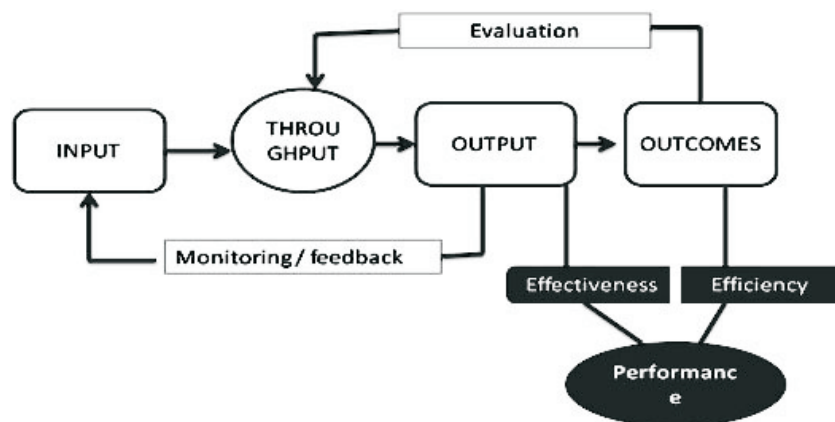 Evaluation
INPUT
THROU
GHPUT
OUTPUT
OUTCOMES
Monitoring/ feedback
Effectiveness
Efficiency
Performanc
e